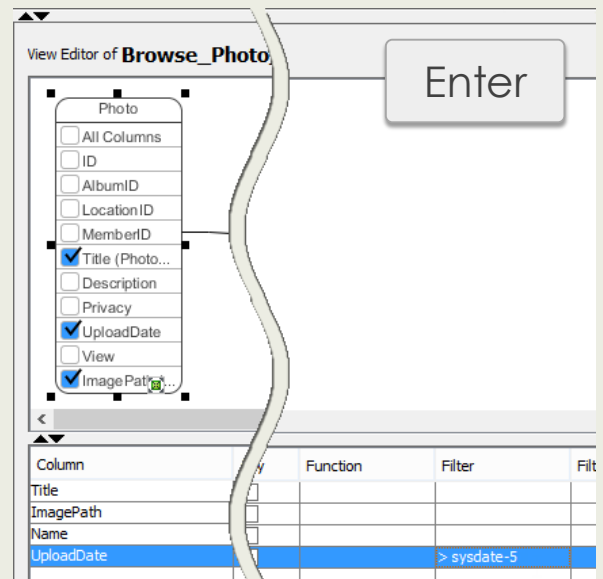 View Editor of Browse_Photo
Enter
Photo
All Columns
ID
AlbumID
LocationID
MemberID
Title (Photo...
Description
Privacy
UploadDate
View
ImagePath
Column Function Filter
Title
ImagePath
Name
UploadDate > sysdate-5